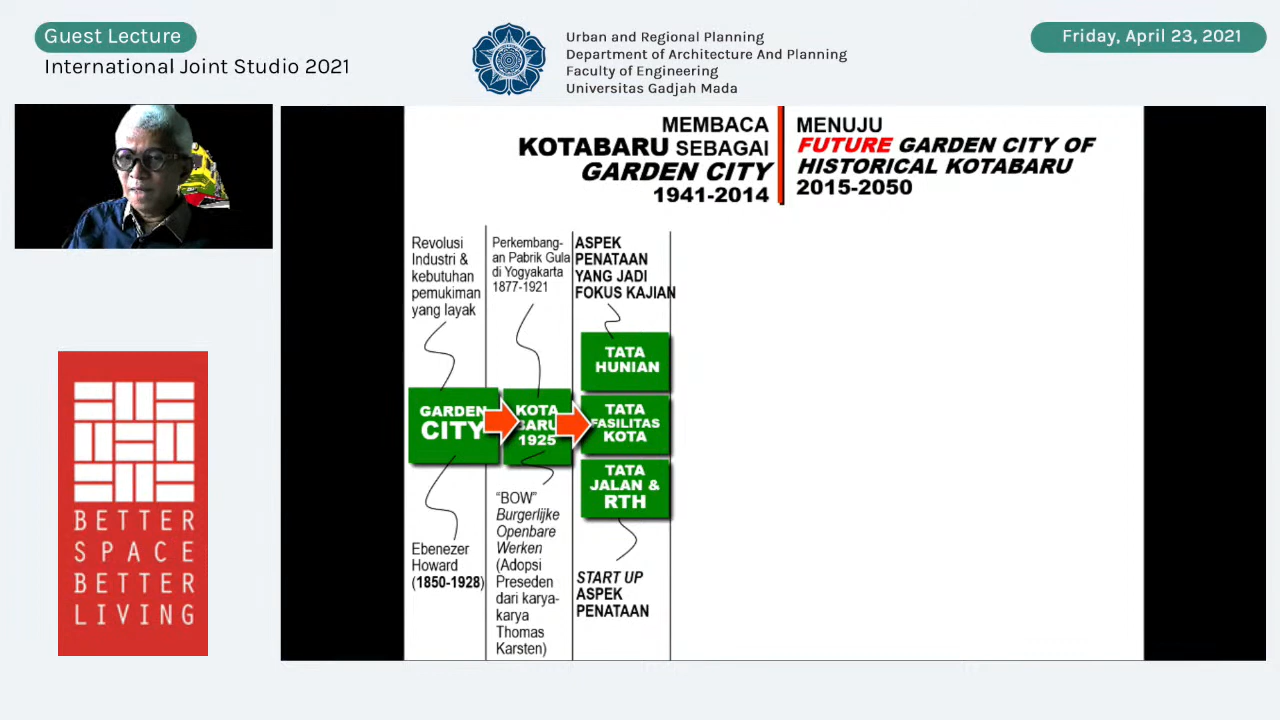 Guest Lecture
International Joint Studio 2021
Urban and Regional Planning
Department of Architecture And Planning
Faculty of Engineering
Universitas Gadjah Mada
Friday, April 23, 2021
MEMBACA
KOTABARU SEBAGAI
GARDEN CITY
1941-2014
MENUJU
FUTURE GARDEN CITY OF
HISTORICAL KOTABARU
2015-2050
Revolusi
Industri &
kebutuhan
pemukiman
yang layak
GARDEN
CITY
Ebenezer
Howard
(1850-1928)
Perkembang-
an Pabrik Gula
di Yogyakarta
1877-1921
KOTA
BARU
1925
"BOW"
Burgerlijke
Openbare
Werken
(Adopsi
Preseden
dari karya-
karya
Thomas
Karsten)
ASPEK
PENATAAN
YANG JADI
FOKUS KAJIAN
TATA
HUNIAN
TATA
FASILITAS
KOTA
TATA
JALAN &
RTH
START UP
ASPEK
PENATAAN
BETTER
SPACE
BETTER
LIVING